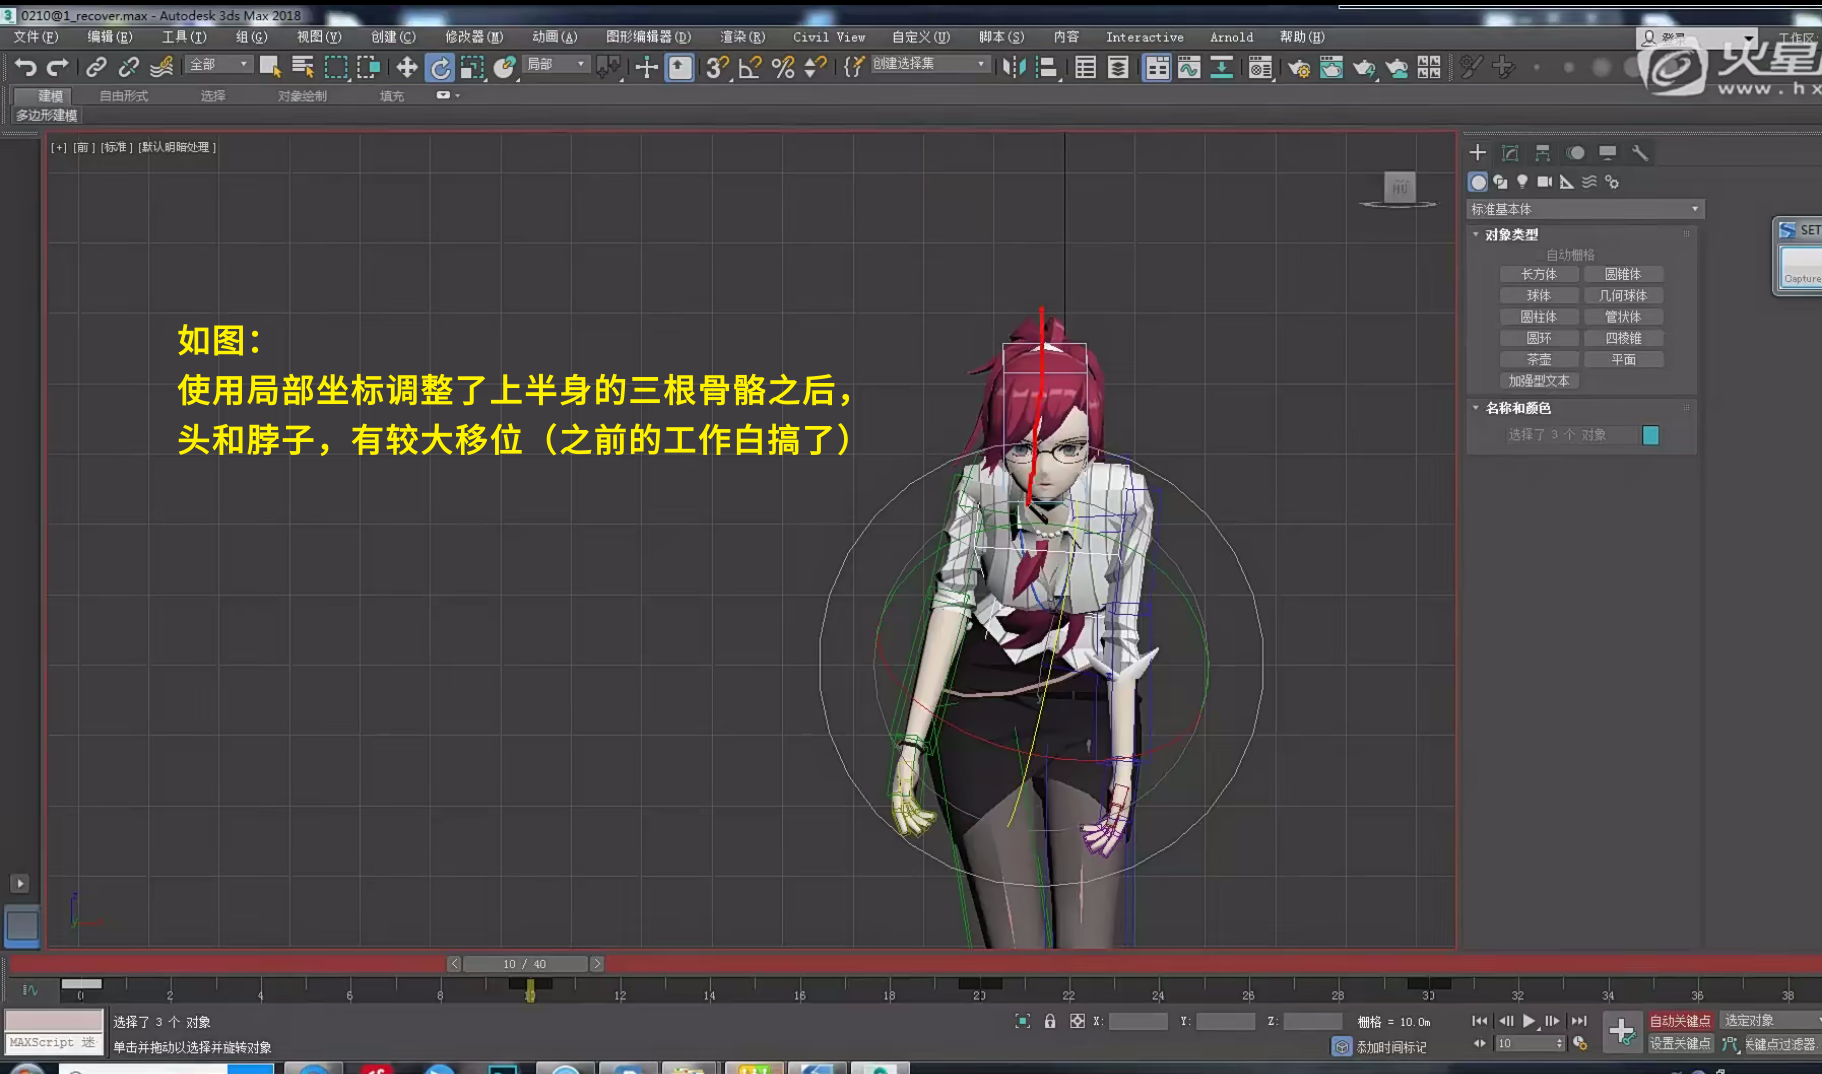 0210@1_recover.max - Autodesk 3ds Max 2018
文件(F) 编辑(E) 工具(T) 组(G) 视图(V) 创建(C) 修改器(M) 动画(A) 图形编辑器(D) 渲染(R) Civil View 自定义(U) 脚本(S) 内容 Interactive Arnold 帮助(H) 登录 工作区
全部 局部 创建选择集
火星
www.hx
建模 自由形式 选择 对象绘制 填充
多边形建模
[+] [前] [标准] [默认明暗处理]
前
标准基本体
SET
Capture
对象类型
自动栅格
长方体 圆锥体
球体 几何球体
圆柱体 管状体
圆环 四棱锥
茶壶 平面
加强型文本
名称和颜色
选择了 3 个 对象
如图：
使用局部坐标调整了上半身的三根骨骼之后，
头和脖子，有较大移位（之前的工作白搞了）
z
10 / 40
0 2 4 6 8 10 12 14 16 18 20 22 24 26 28 30 32 34 36 38
选择了 3 个 对象 X: Y: Z: 栅格 = 10.0m 自动关键点 选定对象
MAXScript 迷 单击并拖动以选择并旋转对象 添加时间标记 10 设置关键点 关键点过滤器